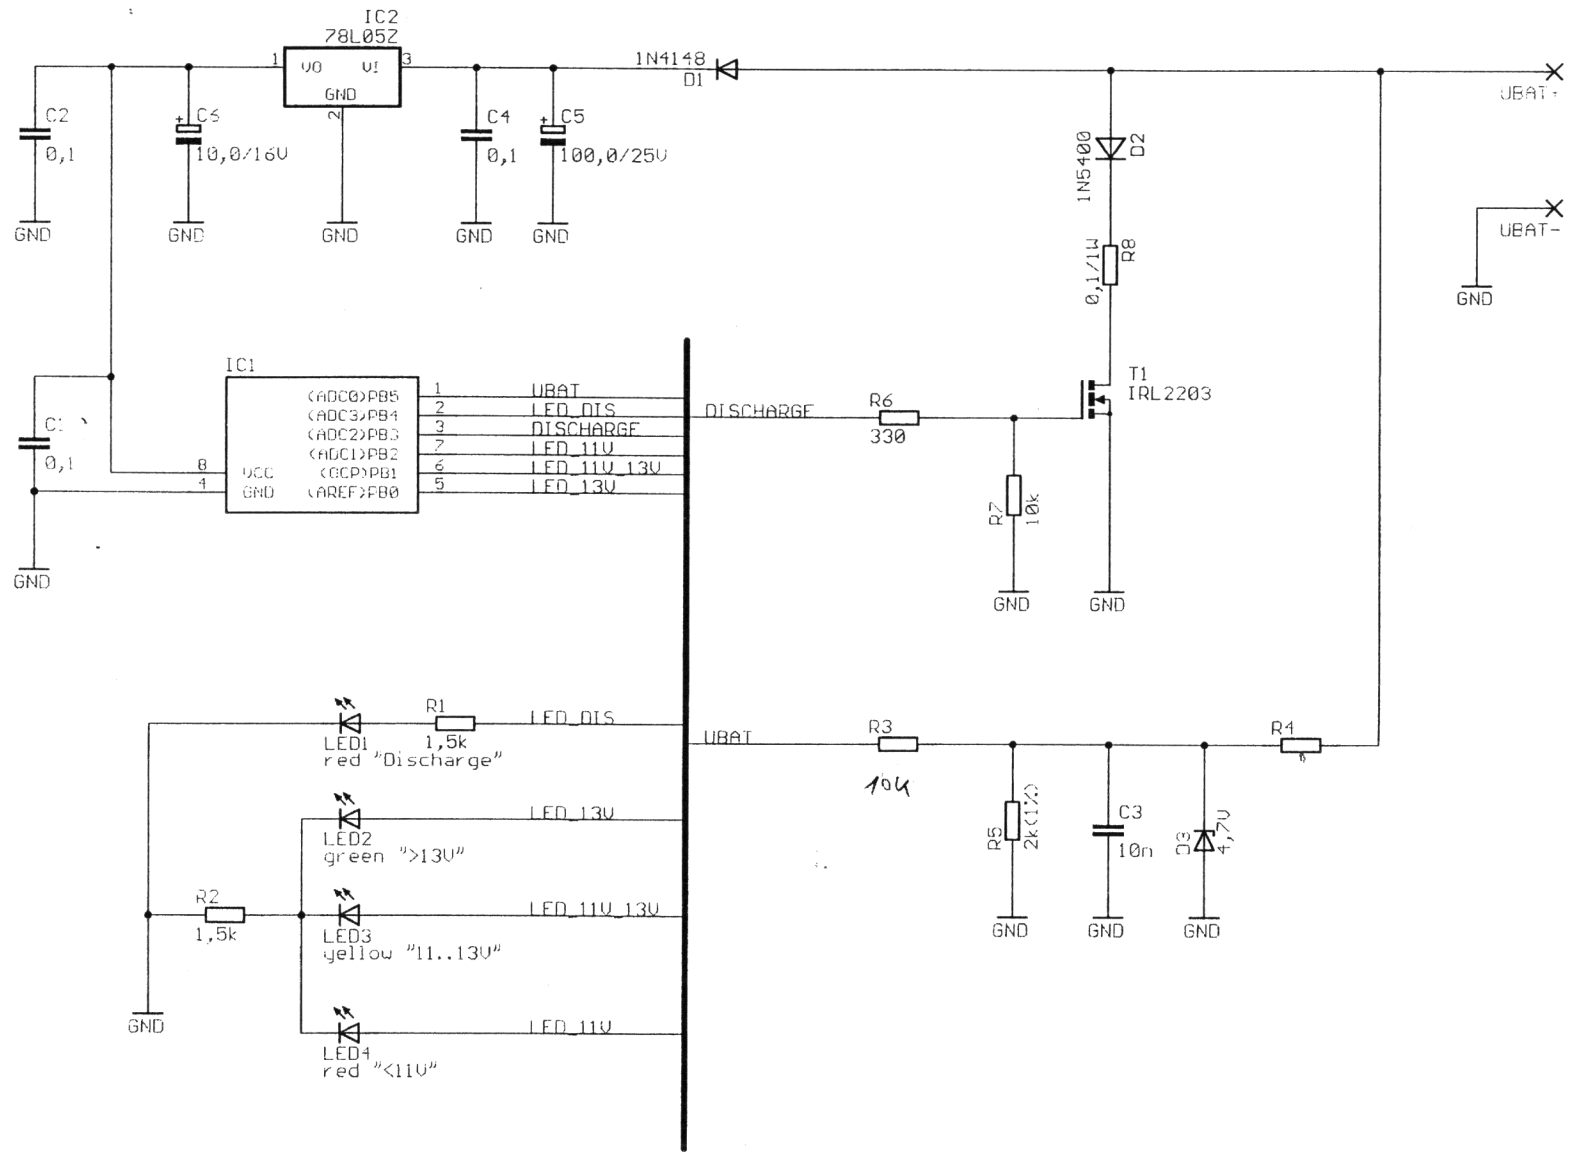 IC2
78L05Z
1
VO
VI
3
GND
2
1N4148
D1
UBAT+
C2
0,1
C6
10,0/16V
C4
0,1
C5
100,0/25V
1N5400
D2
GND
GND
GND
GND
GND
UBAT-
GND
0,1/1W
R8
IC1
(ADC0)PB5
1
UBAT
(ADC3)PB4
2
LED_DIS
(ADC2)PB3
3
DISCHARGE
(ADC1)PB2
7
LED_11V
8
VCC
(OCP)PB1
6
LED_11V_13V
4
GND
(AREF)PB0
5
LED_13V
C1
0,1
GND
DISCHARGE
R6
330
T1
IRL2203
R7
10k
GND
GND
R1
1,5k
LED_DIS
LED1
red "Discharge"
LED_13V
LED2
green ">13V"
R2
1,5k
LED_11V_13V
LED3
yellow "11..13V"
GND
LED_11V
LED4
red "<11V"
UBAT
R3
10k
R4
R5
2k(1%)
C3
10n
D3
4,7V
GND
GND
GND